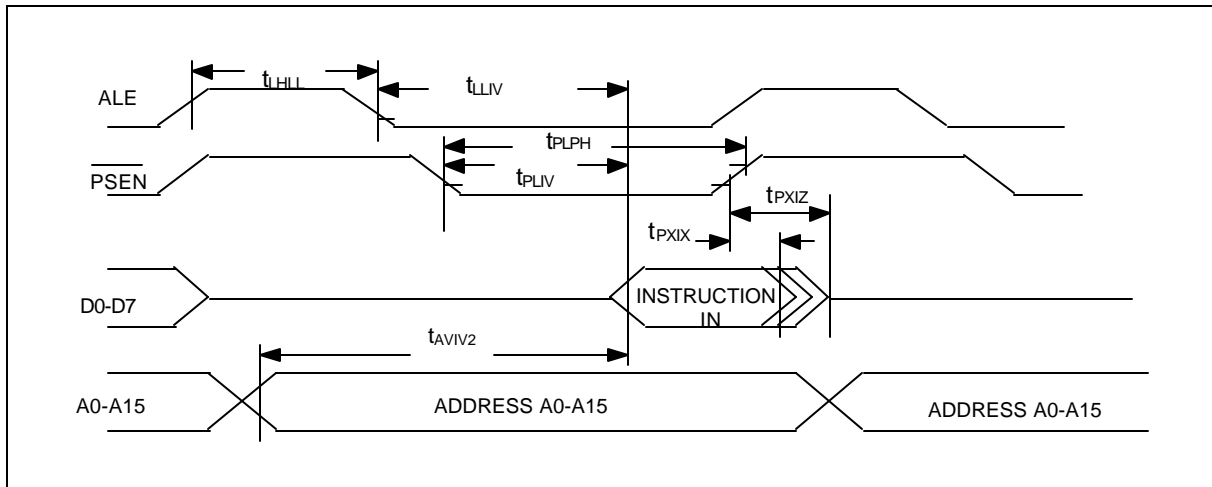 tLHLL
tLLIV
ALE
tPLPH
PSEN
tPLIV
tPXIZ
tPXIX
D0-D7
INSTRUCTION
IN
tAVIV2
A0-A15
ADDRESS A0-A15
ADDRESS A0-A15